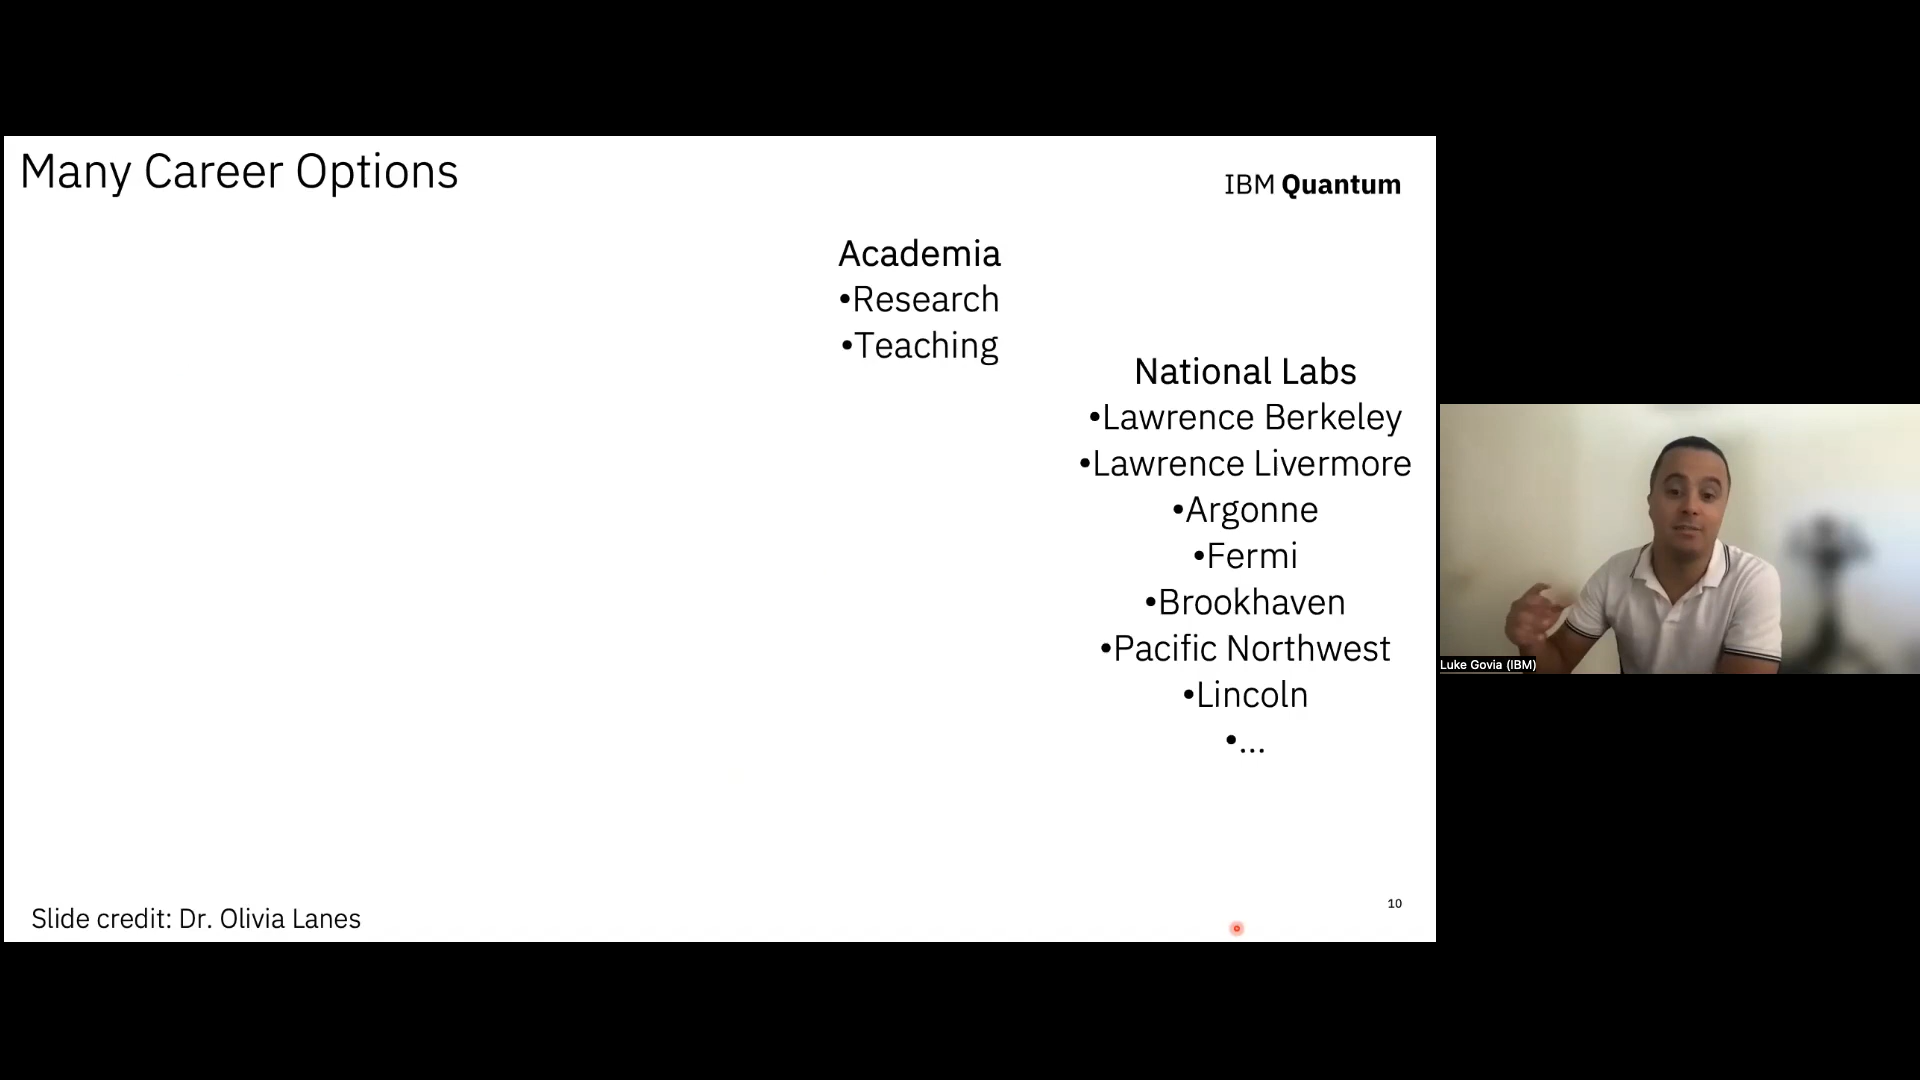 Many Career Options
IBM Quantum
Academia
•Research
•Teaching
National Labs
•Lawrence Berkeley
•Lawrence Livermore
•Argonne
•Fermi
•Brookhaven
•Pacific Northwest
•Lincoln
•...
Luke Govia (IBM)
10
Slide credit: Dr. Olivia Lanes